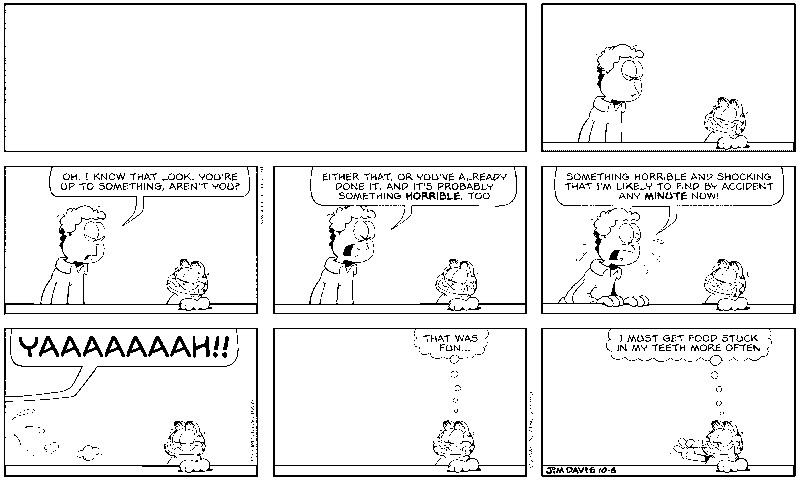 OH. I KNOW THAT LOOK. YOU'RE
UP TO SOMETHING, AREN'T YOU?
EITHER THAT, OR YOU'VE ALREADY
DONE IT, AND IT'S PROBABLY
SOMETHING HORRIBLE, TOO
SOMETHING HORRIBLE AND SHOCKING
THAT I'M LIKELY TO FIND BY ACCIDENT
ANY MINUTE NOW!
YAAAAAAAH!!
THAT WAS
FUN...
I MUST GET FOOD STUCK
IN MY TEETH MORE OFTEN
JIM DAVIS 10-8